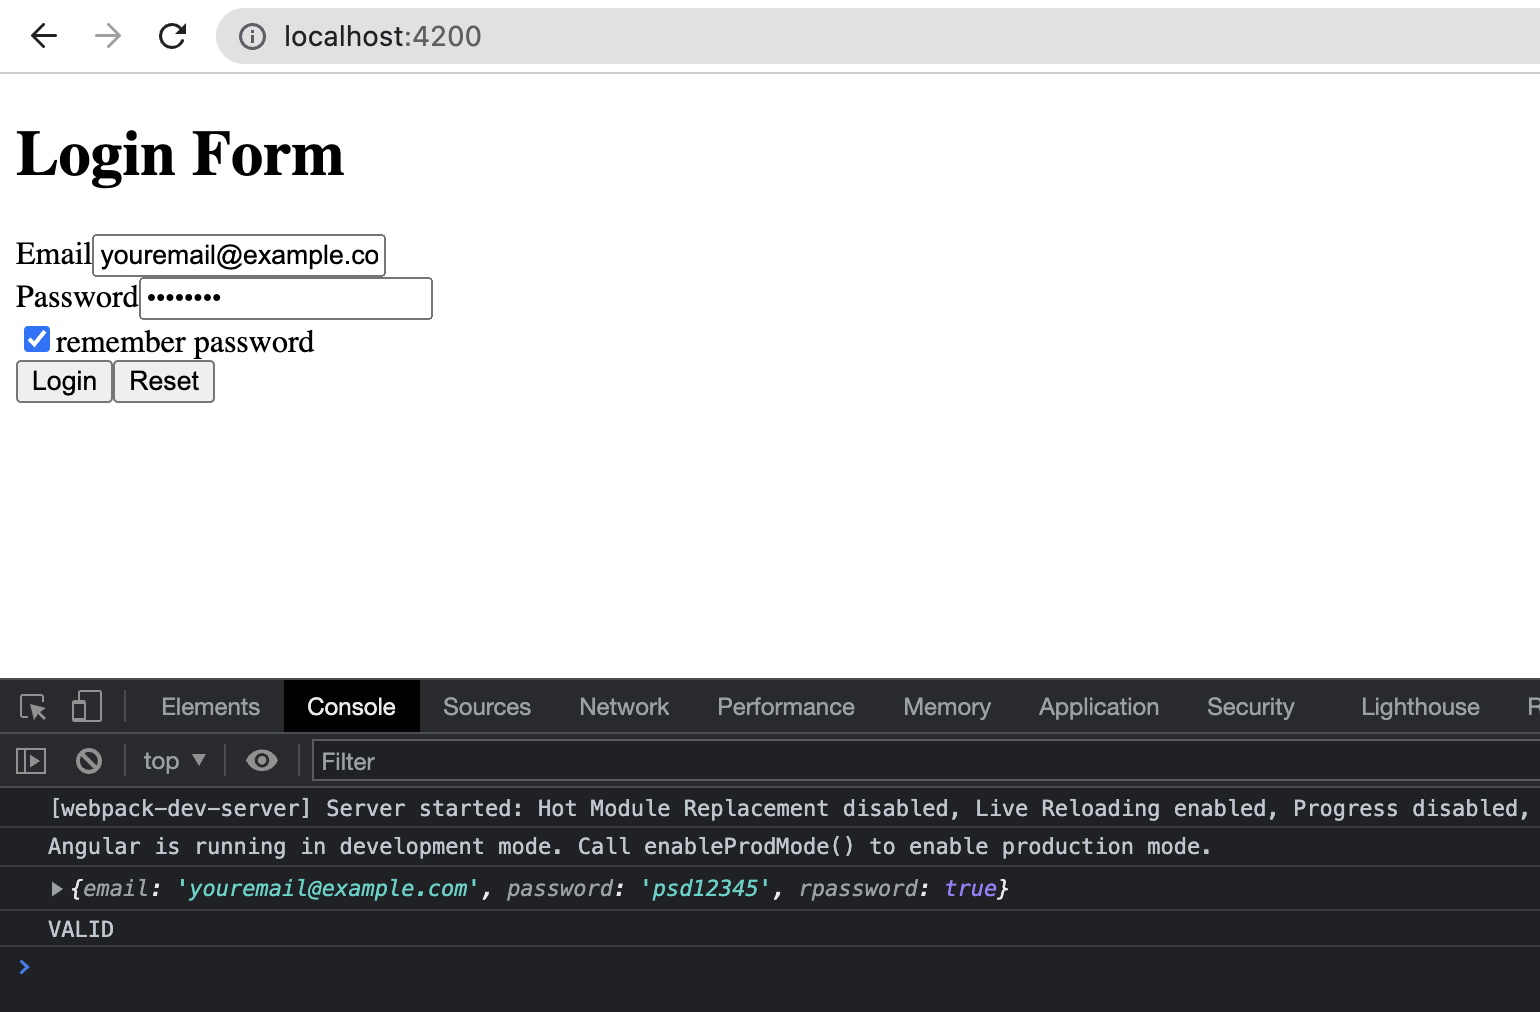 localhost:4200
Login Form
Email youremail@example.co
Password ••••••••
remember password
Login Reset
Elements Console Sources Network Performance Memory Application Security Lighthouse R
top ▼ Filter
[webpack-dev-server] Server started: Hot Module Replacement disabled, Live Reloading enabled, Progress disabled,
Angular is running in development mode. Call enableProdMode() to enable production mode.
▶ {email: 'youremail@example.com', password: 'psd12345', rpassword: true}
VALID
>